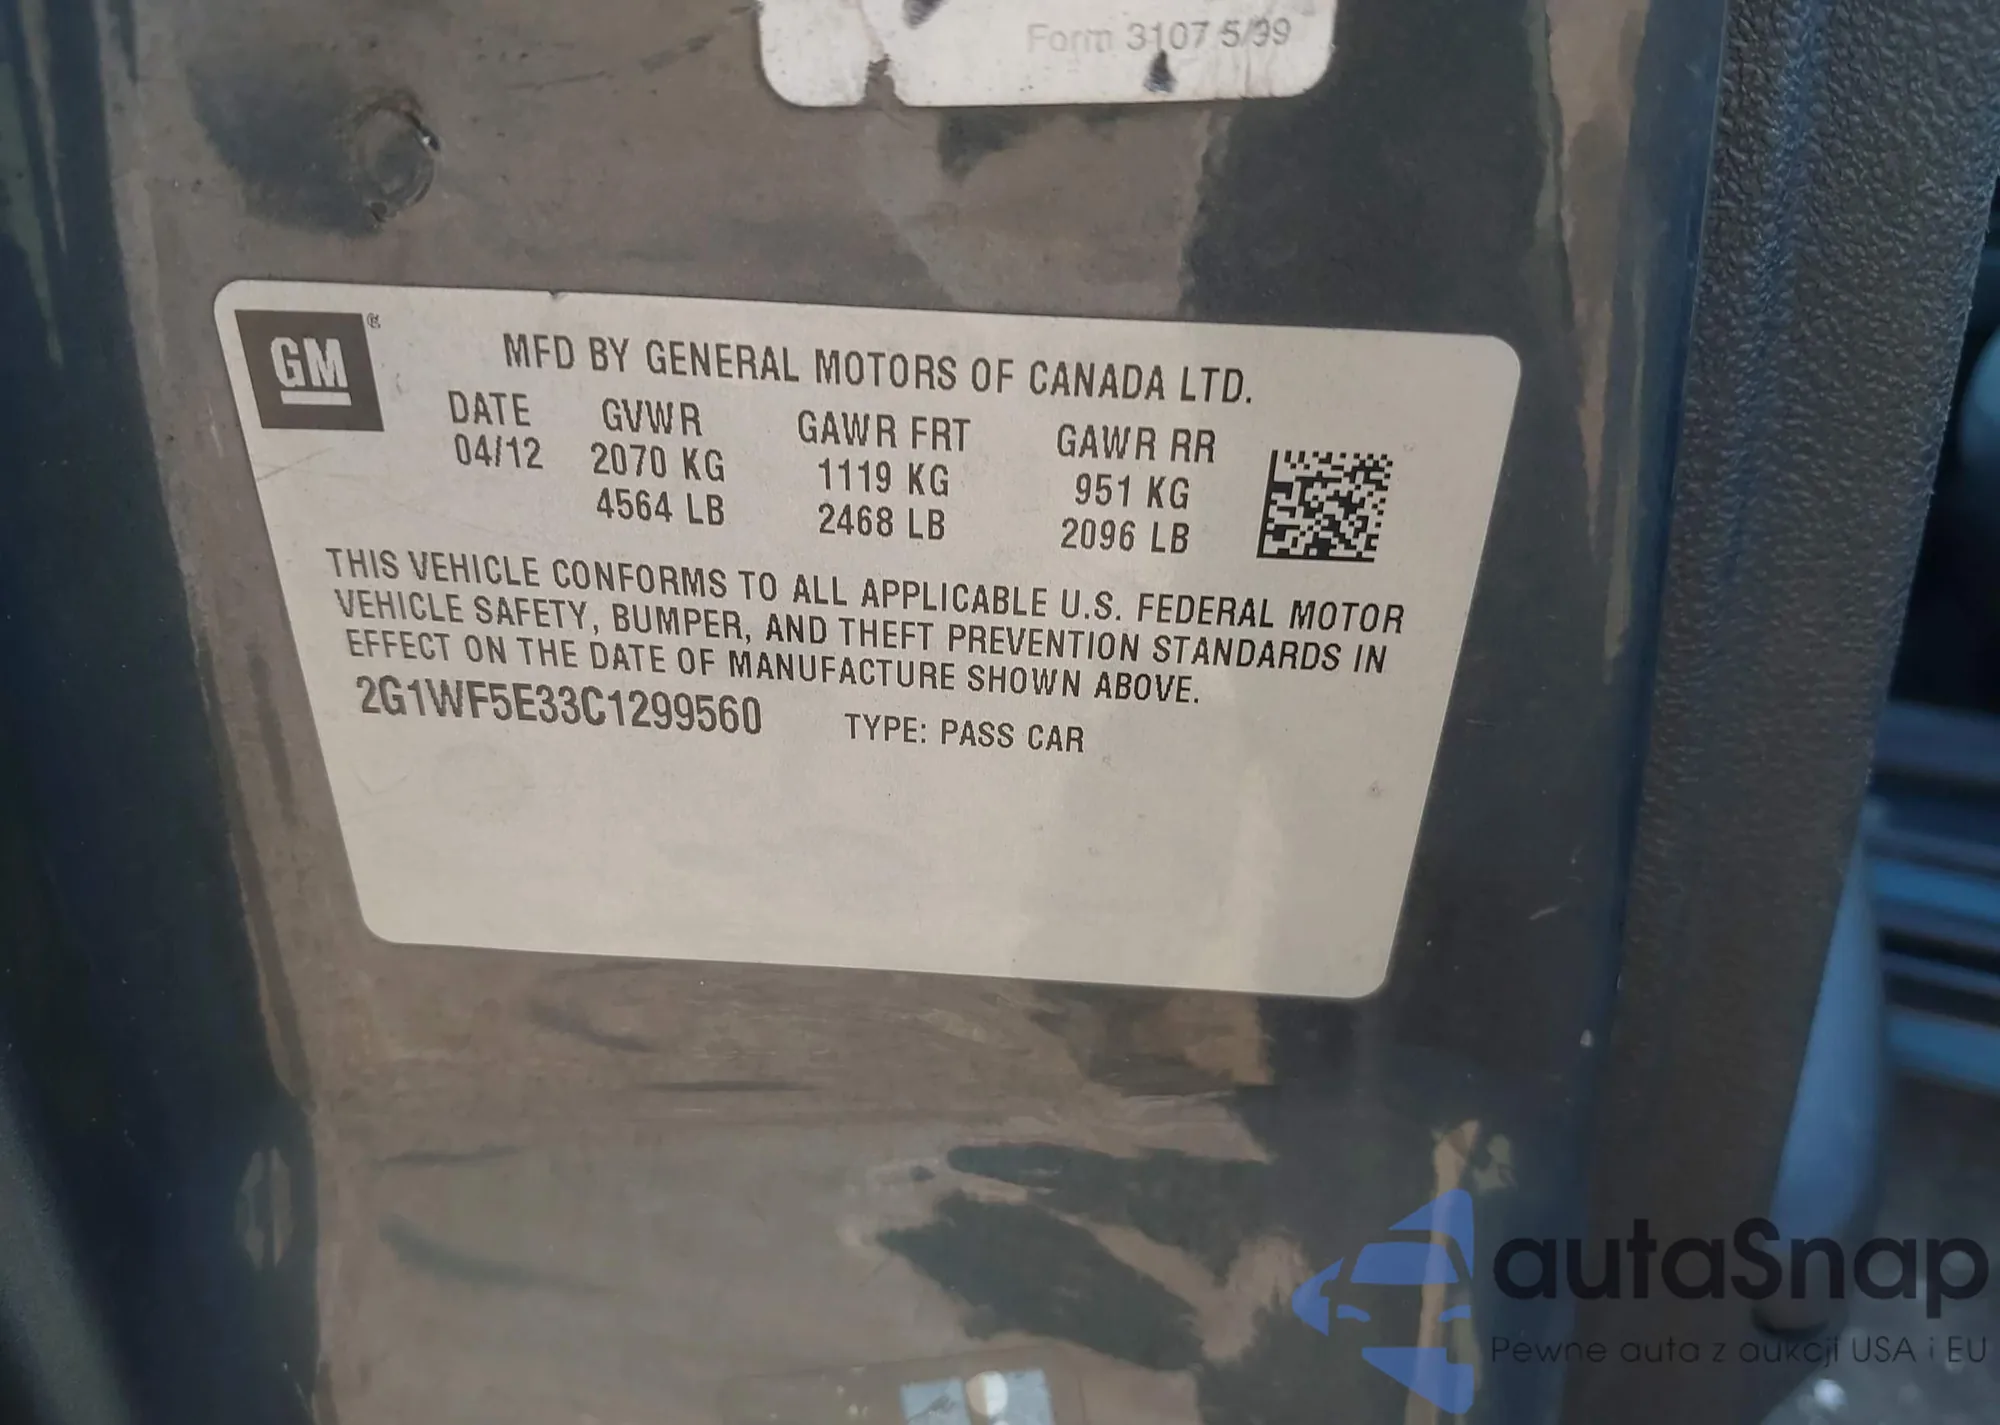 Form 3107 5/99
GM
MFD BY GENERAL MOTORS OF CANADA LTD.
DATE GVWR GAWR FRT GAWR RR
04/12 2070 KG 1119 KG 951 KG
4564 LB 2468 LB 2096 LB
THIS VEHICLE CONFORMS TO ALL APPLICABLE U.S. FEDERAL MOTOR
VEHICLE SAFETY, BUMPER, AND THEFT PREVENTION STANDARDS IN
EFFECT ON THE DATE OF MANUFACTURE SHOWN ABOVE.
2G1WF5E33C1299560 TYPE: PASS CAR
autaSnap
Pewne auta z aukcji USA i EU